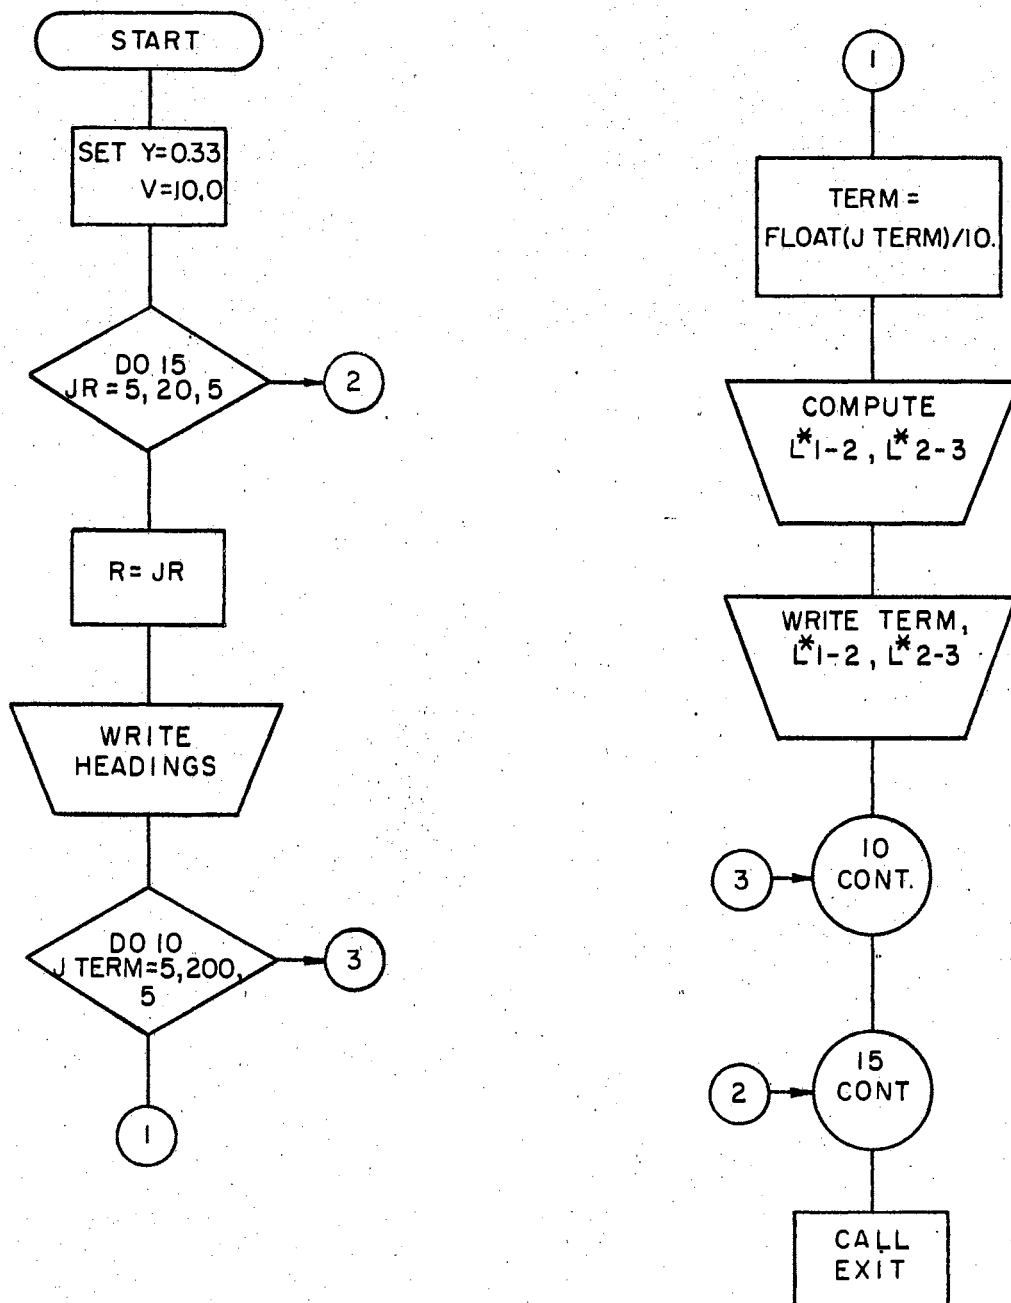 START
SET Y=0.33
V=10,0
DO 15
JR=5, 20, 5
2
R= JR
WRITE
HEADINGS
DO 10
J TERM=5,200,
5
3
1
1
TERM =
FLOAT(J TERM)/10.
COMPUTE
L*1-2, L*2-3
WRITE TERM,
L*1-2, L*2-3
10
CONT.
3
15
CONT
2
CALL
EXIT